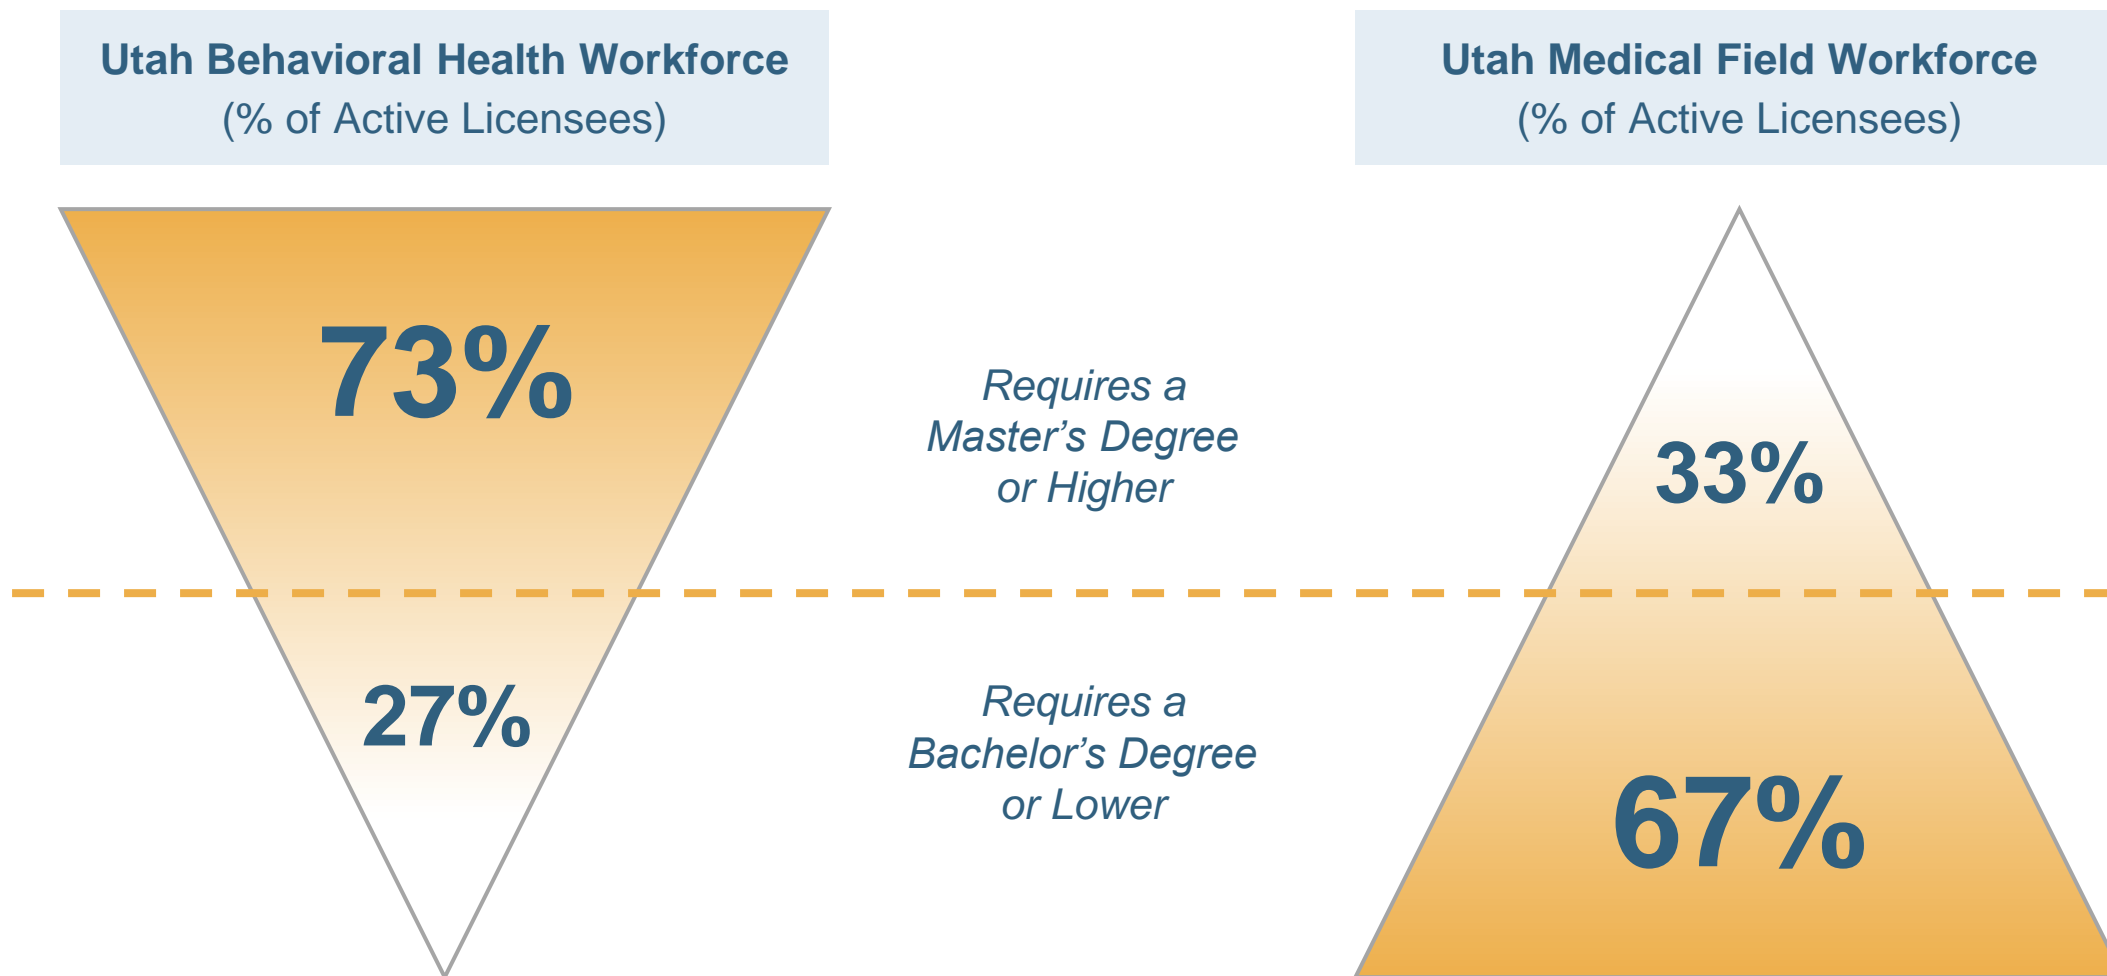 Utah Behavioral Health Workforce
(% of Active Licensees)
Utah Medical Field Workforce
(% of Active Licensees)
73%
Requires a
Master’s Degree
or Higher
33%
27%
Requires a
Bachelor’s Degree
or Lower
67%